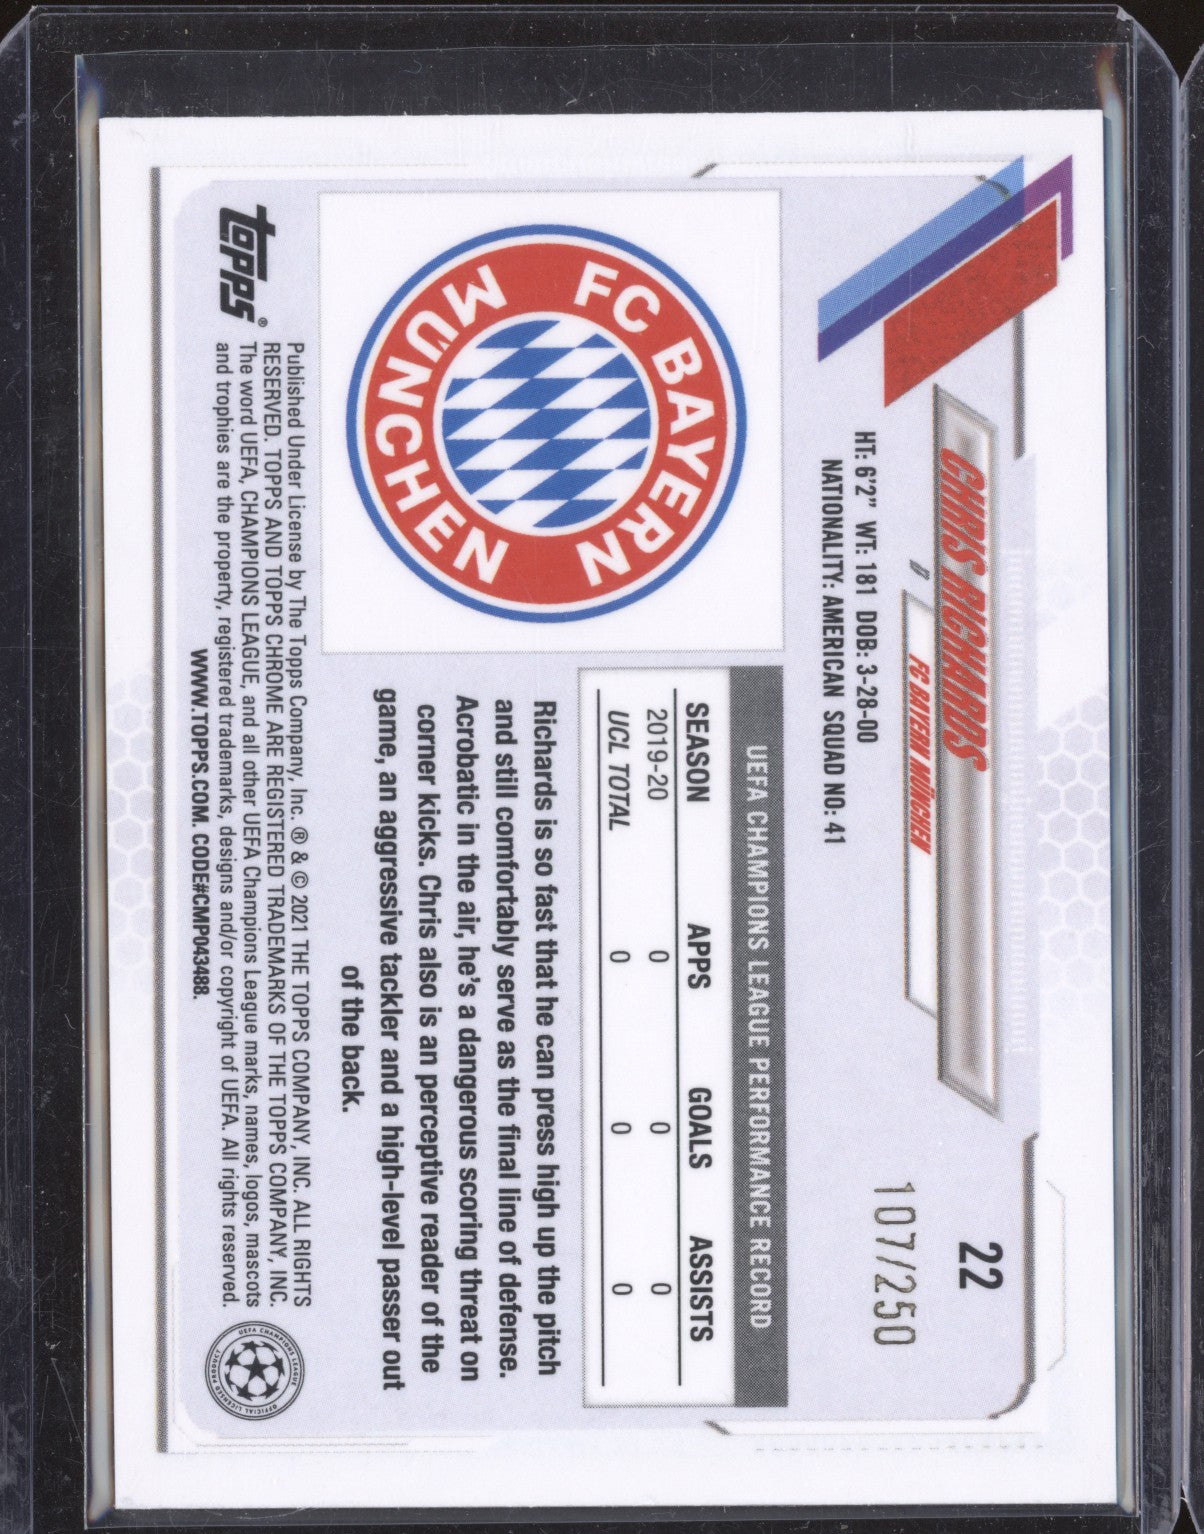 22
CHRIS RICHARDS
D FC BAYERN MÜNCHEN
107/250
HT: 6'2" WT: 181 DOB: 3-28-00
NATIONALITY: AMERICAN SQUAD NO: 41
FC BAYERN
MÜNCHEN
UEFA CHAMPIONS LEAGUE PERFORMANCE RECORD
SEASON APPS GOALS ASSISTS
2019-20 0 0 0
UCL TOTAL 0 0 0
Richards is so fast that he can press high up the pitch
and still comfortably serve as the final line of defense.
Acrobatic in the air, he's a dangerous scoring threat on
corner kicks. Chris also is an perceptive reader of the
game, an aggressive tackler and a high-level passer out
of the back.
topps®
Published Under License by The Topps Company, Inc. ® & © 2021 THE TOPPS COMPANY, INC. ALL RIGHTS
RESERVED. TOPPS AND TOPPS CHROME ARE REGISTERED TRADEMARKS OF THE TOPPS COMPANY, INC.
The word UEFA, CHAMPIONS LEAGUE, and all other UEFA Champions League marks, names, logos, mascots
and trophies are the property, registered trademarks, designs and/or copyright of UEFA. All rights reserved.
WWW.TOPPS.COM. CODE#CMP043488.
UEFA CHAMPIONS LEAGUE
OFFICIAL LICENSED PRODUCT